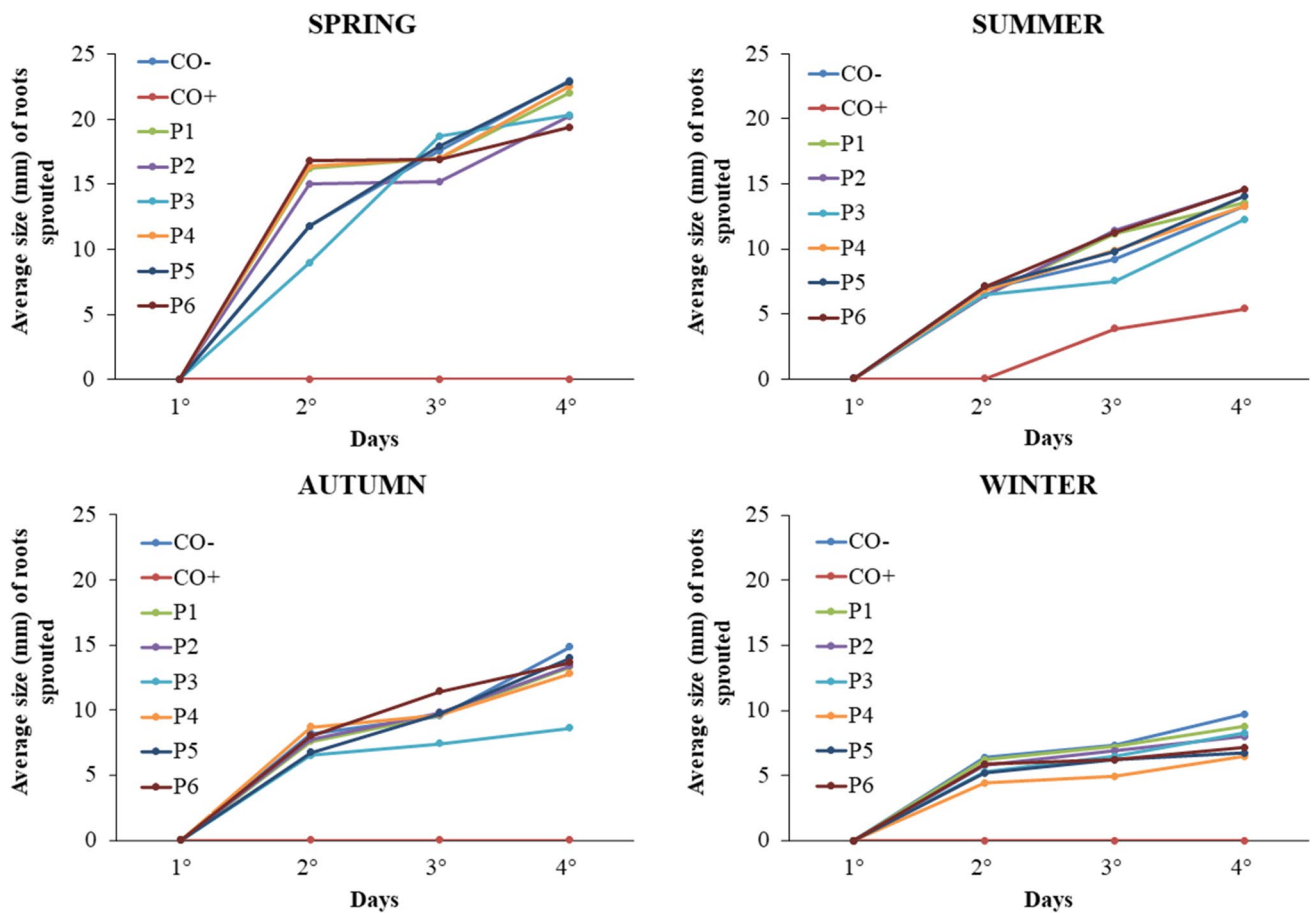 SPRING
Average size (mm) of roots
sprouted
25
20
15
10
5
0
CO-
CO+
P1
P2
P3
P4
P5
P6
1°
2°
3°
4°
Days
SUMMER
Average size (mm) of roots
sprouted
25
20
15
10
5
0
CO-
CO+
P1
P2
P3
P4
P5
P6
1°
2°
3°
4°
Days
AUTUMN
Average size (mm) of roots
sprouted
25
20
15
10
5
0
CO-
CO+
P1
P2
P3
P4
P5
P6
1°
2°
3°
4°
Days
WINTER
Average size (mm) of roots
sprouted
25
20
15
10
5
0
CO-
CO+
P1
P2
P3
P4
P5
P6
1°
2°
3°
4°
Days